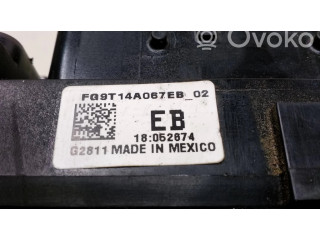 OVOKO
FG9T14A067EB_02
EB
18:052874
G2811 MADE IN MEXICO